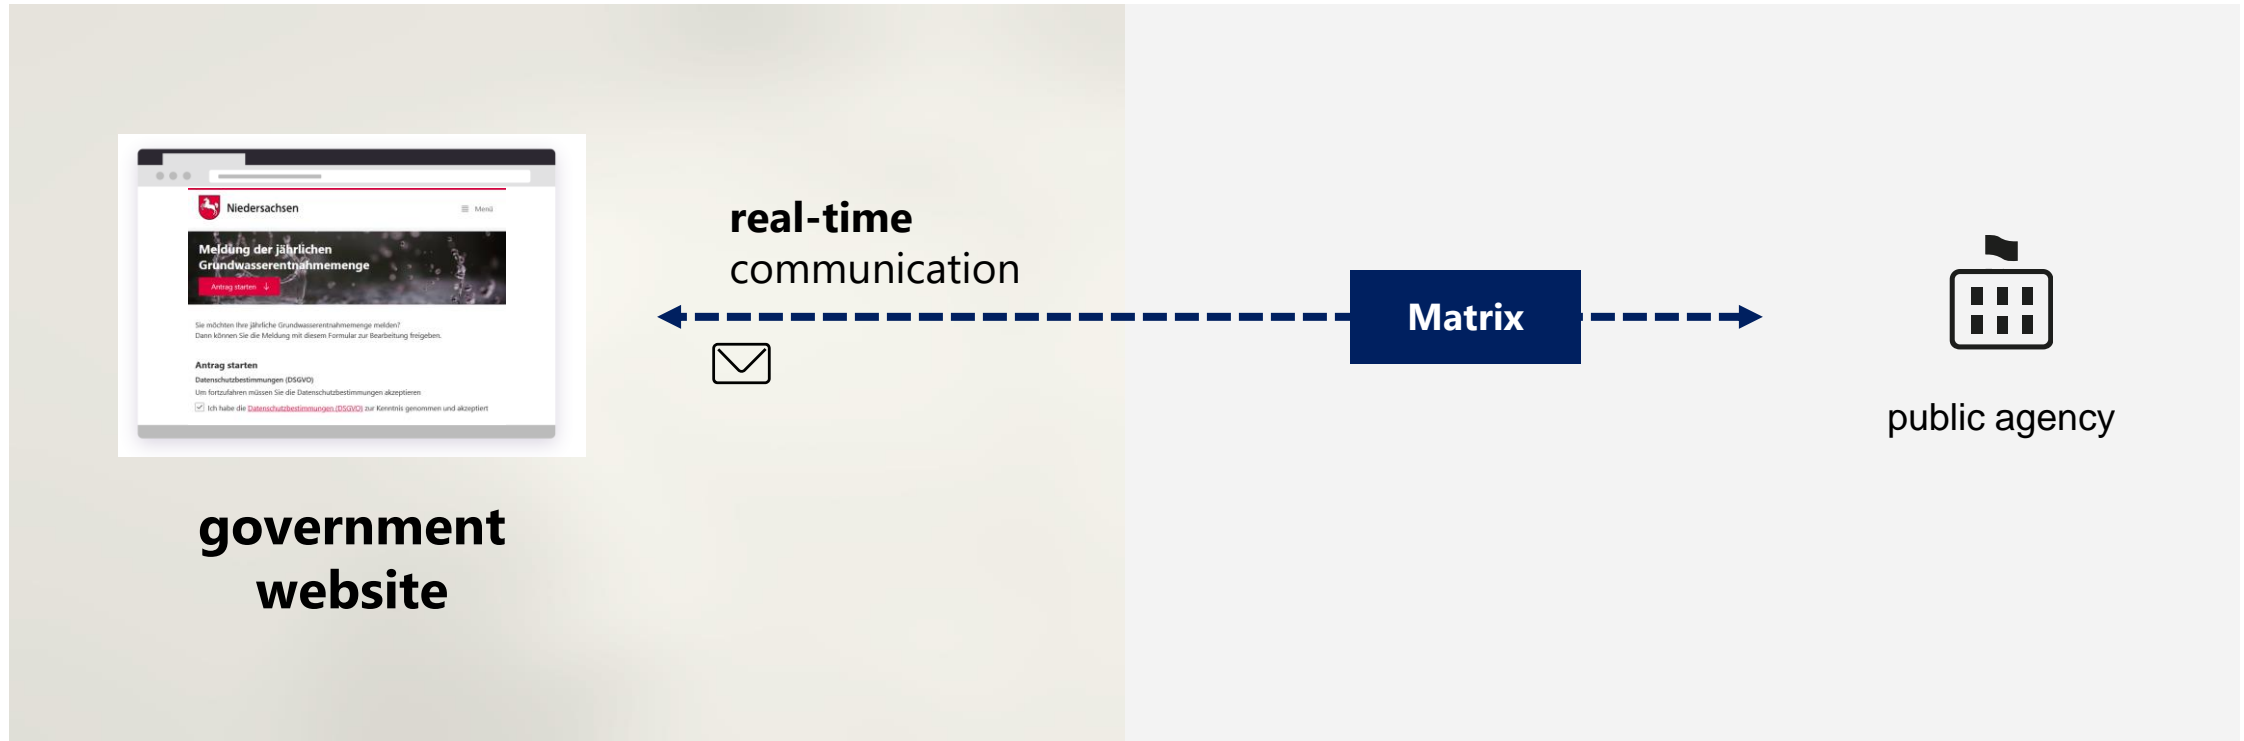 Niedersachsen
Menü
Meldung der jährlichen
Grundwasserentnahmemenge
Antrag starten
Sie möchten Ihre jährliche Grundwasserentnahmemenge melden?
Dann können Sie die Meldung mit diesem Formular zur Bearbeitung freigeben.
Antrag starten
Datenschutzbestimmungen (DSGVO)
Um fortzufahren müssen Sie die Datenschutzbestimmungen akzeptieren
Ich habe die Datenschutzbestimmungen (DSGVO) zur Kenntnis genommen und akzeptiert
government
website
real-time
communication
Matrix
public agency